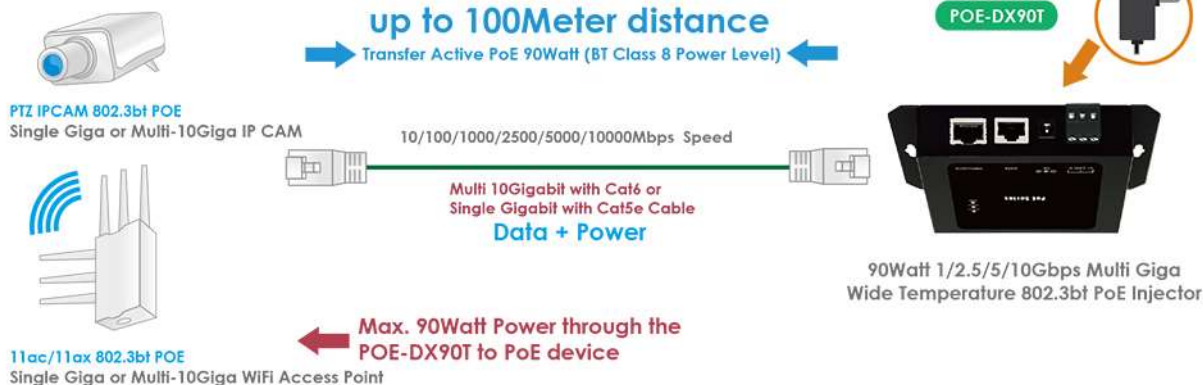 up to 100Meter distance
Transfer Active PoE 90Watt (BT Class 8 Power Level)
POE-DX90T
PTZ IPCAM 802.3bt POE
Single Giga or Multi-10Giga IP CAM
10/100/1000/2500/5000/10000Mbps Speed
Multi 10Gigabit with Cat6 or
Single Gigabit with Cat5e Cable
Data + Power
PoE Series
90Watt 1/2.5/5/10Gbps Multi Giga
Wide Temperature 802.3bt PoE Injector
Max. 90Watt Power through the
POE-DX90T to PoE device
11ac/11ax 802.3bt POE
Single Giga or Multi-10Giga WiFi Access Point